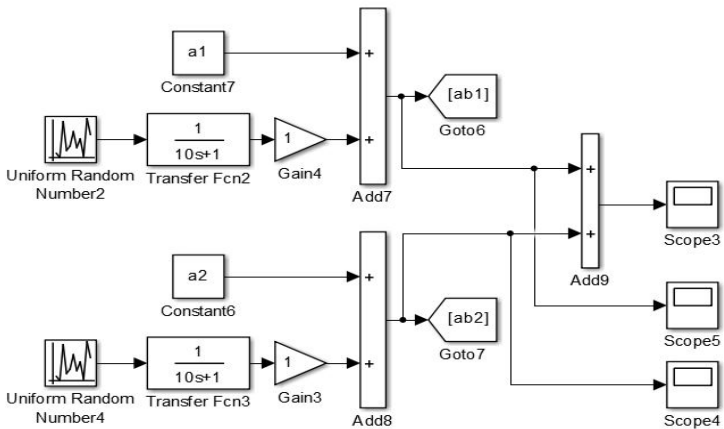 a1
+
Constant7
[ab1]
Goto6
1
10s+1
1
+
Uniform Random
Number2
Transfer Fcn2
Gain4
Add7
+
+
Scope3
Add9
a2
+
Constant6
[ab2]
Goto7
Scope5
1
10s+1
1
+
Uniform Random
Number4
Transfer Fcn3
Gain3
Add8
Scope4